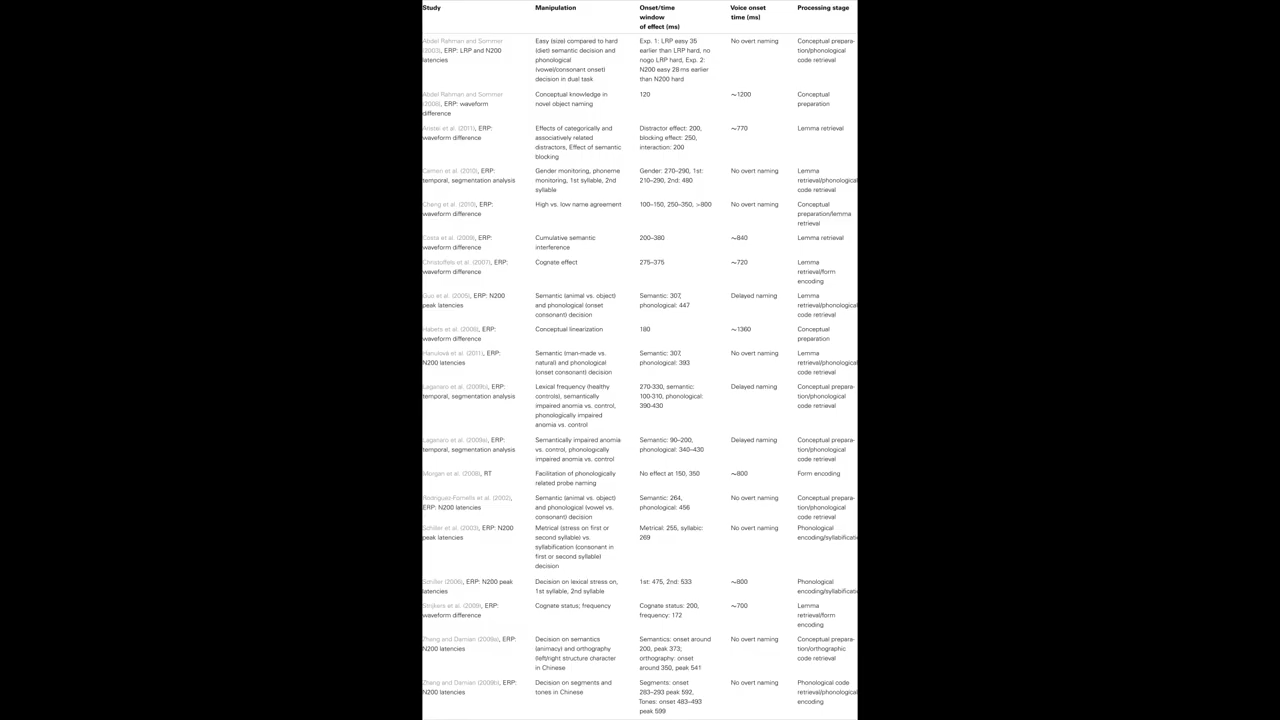 Study Manipulation Onset/time window of effect (ms) Voice onset time (ms) Processing stage
Abdel Rahman and Sommer (2003), ERP: LRP and N200 latencies
Easy (size) compared to hard (diet) semantic decision and phonological (vowel/consonant onset) decision in dual task
Exp. 1: LRP easy 35 earlier than LRP hard, no nogo LRP hard, Exp. 2: N200 easy 28 ms earlier than N200 hard
No overt naming
Conceptual prepara-tion/phonological code retrieval
Abdel Rahman and Sommer (2008), ERP: waveform difference
Conceptual knowledge in novel object naming
120
~1200
Conceptual preparation
Aristei et al. (2011), ERP: waveform difference
Effects of categorically and associatively related distractors, Effect of semantic blocking
Distractor effect: 200, blocking effect: 250, interaction: 200
~770
Lemma retrieval
Camen et al. (2010), ERP: temporal, segmentation analysis
Gender monitoring, phoneme monitoring, 1st syllable, 2nd syllable
Gender: 270–290, 1st: 210–290, 2nd: 480
No overt naming
Lemma retrieval/phonological code retrieval
Cheng et al. (2010), ERP: waveform difference
High vs. low name agreement
100–150, 250–350, >800
No overt naming
Conceptual preparation/lemma retrieval
Costa et al. (2009), ERP: waveform difference
Cumulative semantic interference
200–380
~840
Lemma retrieval
Christoffels et al. (2007), ERP: waveform difference
Cognate effect
275–375
~720
Lemma retrieval/form encoding
Guo et al. (2005), ERP: N200 peak latencies
Semantic (animal vs. object) and phonological (onset consonant) decision
Semantic: 307, phonological: 447
Delayed naming
Lemma retrieval/phonological code retrieval
Habets et al. (2008), ERP: waveform difference
Conceptual linearization
180
~1360
Conceptual preparation
Hanulová et al. (2011), ERP: N200 latencies
Semantic (man-made vs. natural) and phonological (onset consonant) decision
Semantic: 307, phonological: 393
No overt naming
Lemma retrieval/phonological code retrieval
Laganaro et al. (2009b), ERP: temporal, segmentation analysis
Lexical frequency (healthy controls), semantically impaired anomia vs. control, phonologically impaired anomia vs. control
270-330, semantic: 100-310, phonological: 390-430
Delayed naming
Conceptual prepara-tion/phonological code retrieval
Laganaro et al. (2009a), ERP: temporal, segmentation analysis
Semantically impaired anomia vs. control, phonologically impaired anomia vs. control
Semantic: 90–200, phonological: 340–430
Delayed naming
Conceptual prepara-tion/phonological code retrieval
Morgan et al. (2008), RT
Facilitation of phonologically related probe naming
No effect at 150, 350
~800
Form encoding
Rodriguez-Fornells et al. (2002), ERP: N200 latencies
Semantic (animal vs. object) and phonological (vowel vs. consonant) decision
Semantic: 264, phonological: 456
No overt naming
Conceptual prepara-tion/phonological code retrieval
Schiller et al. (2003), ERP: N200 peak latencies
Metrical (stress on first or second syllable) vs. syllabification (consonant in first or second syllable) decision
Metrical: 255, syllabic: 269
No overt naming
Phonological encoding/syllabificati
Schiller (2006), ERP: N200 peak latencies
Decision on lexical stress on, 1st syllable, 2nd syllable
1st: 475, 2nd: 533
~800
Phonological encoding/syllabificati
Strijkers et al. (2009), ERP: waveform difference
Cognate status; frequency
Cognate status: 200, frequency: 172
~700
Lemma retrieval/form encoding
Zhang and Damian (2009a), ERP: N200 latencies
Decision on semantics (animacy) and orthography (left/right structure character in Chinese
Semantics: onset around 200, peak 373; orthography: onset around 350, peak 541
No overt naming
Conceptual prepara-tion/orthographic code retrieval
Zhang and Damian (2009b), ERP: N200 latencies
Decision on segments and tones in Chinese
Segments: onset 283–293 peak 592, Tones: onset 483–493 peak 599
No overt naming
Phonological code retrieval/phonological encoding